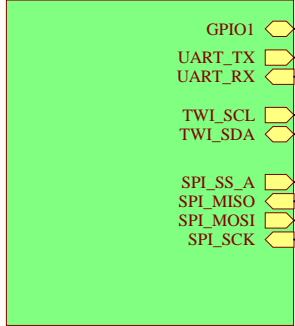 GPIO1
UART_TX
UART_RX
TWI_SCL
TWI_SDA
SPI_SS_A
SPI_MISO
SPI_MOSI
SPI_SCK